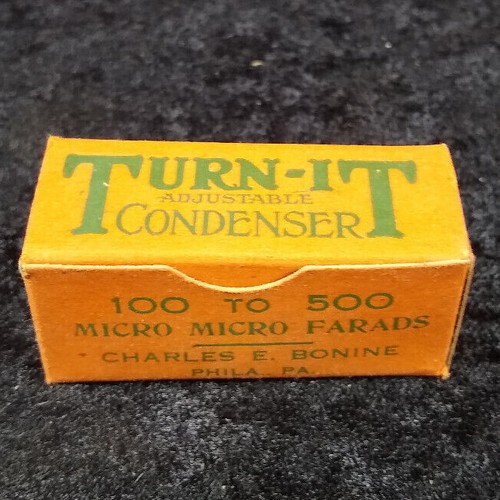 TURN-IT
ADJUSTABLE
CONDENSER
100 TO 500
MICRO MICRO FARADS
CHARLES E. BONINE
PHILA., PA.